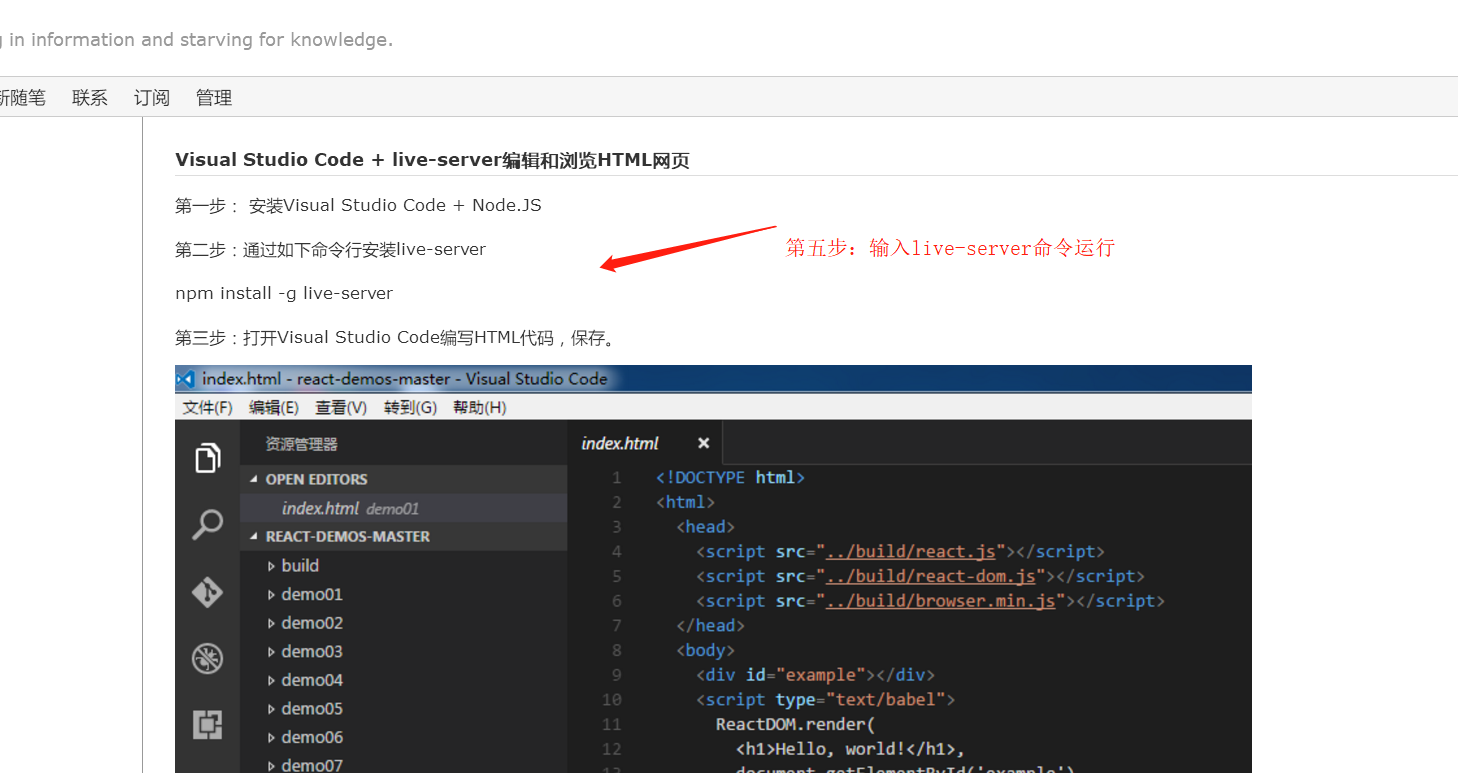 in information and starving for knowledge.
随笔 联系 订阅 管理
Visual Studio Code + live-server编辑和浏览HTML网页
第一步： 安装Visual Studio Code + Node.JS
第二步：通过如下命令行安装live-server
第五步：输入live-server命令运行
npm install -g live-server
第三步：打开Visual Studio Code编写HTML代码，保存。
index.html - react-demos-master - Visual Studio Code
文件(F) 编辑(E) 查看(V) 转到(G) 帮助(H)
资源管理器
OPEN EDITORS
index.html demo01
REACT-DEMOS-MASTER
build
demo01
demo02
demo03
demo04
demo05
demo06
demo07
index.html
1 <!DOCTYPE html>
2 <html>
3 <head>
4 <script src="../build/react.js"></script>
5 <script src="../build/react-dom.js"></script>
6 <script src="../build/browser.min.js"></script>
7 </head>
8 <body>
9 <div id="example"></div>
10 <script type="text/babel">
11 ReactDOM.render(
12 <h1>Hello, world!</h1>,
13 document.getElementById('example')